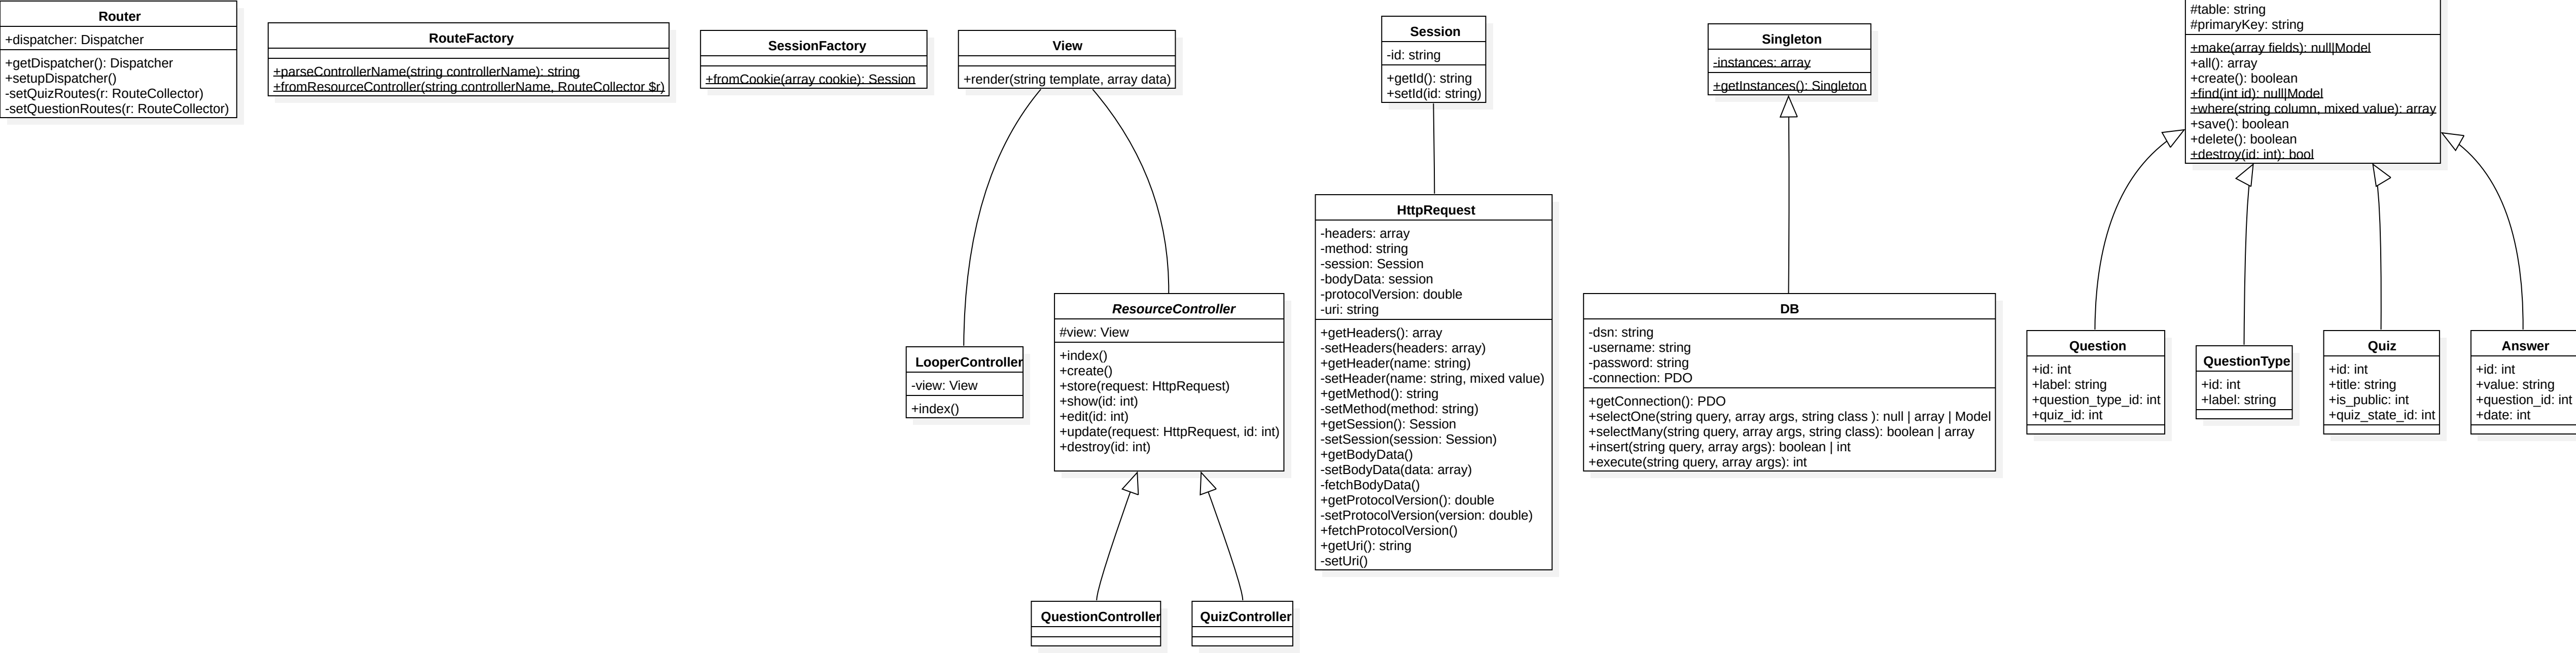 Router
+dispatcher: Dispatcher
+getDispatcher(): Dispatcher
+setupDispatcher()
-setQuizRoutes(r: RouteCollector)
-setQuestionRoutes(r: RouteCollector)
RouteFactory
+parseControllerName(string controllerName): string
+fromResourceController(string controllerName, RouteCollector $r)
SessionFactory
+fromCookie(array cookie): Session
View
+render(string template, array data)
Session
-id: string
+getId(): string
+setId(id: string)
Singleton
-instances: array
+getInstances(): Singleton
#table: string
#primaryKey: string
+make(array fields): null|Model
+all(): array
+create(): boolean
+find(int id): null|Model
+where(string column, mixed value): array
+save(): boolean
+delete(): boolean
+destroy(id: int): bool
HttpRequest
-headers: array
-method: string
-session: Session
-bodyData: session
-protocolVersion: double
-uri: string
+getHeaders(): array
-setHeaders(headers: array)
+getHeader(name: string)
-setHeader(name: string, mixed value)
+getMethod(): string
-setMethod(method: string)
+getSession(): Session
-setSession(session: Session)
+getBodyData()
-setBodyData(data: array)
-fetchBodyData()
+getProtocolVersion(): double
-setProtocolVersion(version: double)
+fetchProtocolVersion()
+getUri(): string
-setUri()
LooperController
-view: View
+index()
ResourceController
#view: View
+index()
+create()
+store(request: HttpRequest)
+show(id: int)
+edit(id: int)
+update(request: HttpRequest, id: int)
+destroy(id: int)
DB
-dsn: string
-username: string
-password: string
-connection: PDO
+getConnection(): PDO
+selectOne(string query, array args, string class ): null | array | Model
+selectMany(string query, array args, string class): boolean | array
+insert(string query, array args): boolean | int
+execute(string query, array args): int
Question
+id: int
+label: string
+question_type_id: int
+quiz_id: int
QuestionType
+id: int
+label: string
Quiz
+id: int
+title: string
+is_public: int
+quiz_state_id: int
Answer
+id: int
+value: string
+question_id: int
+date: int
QuestionController
QuizController